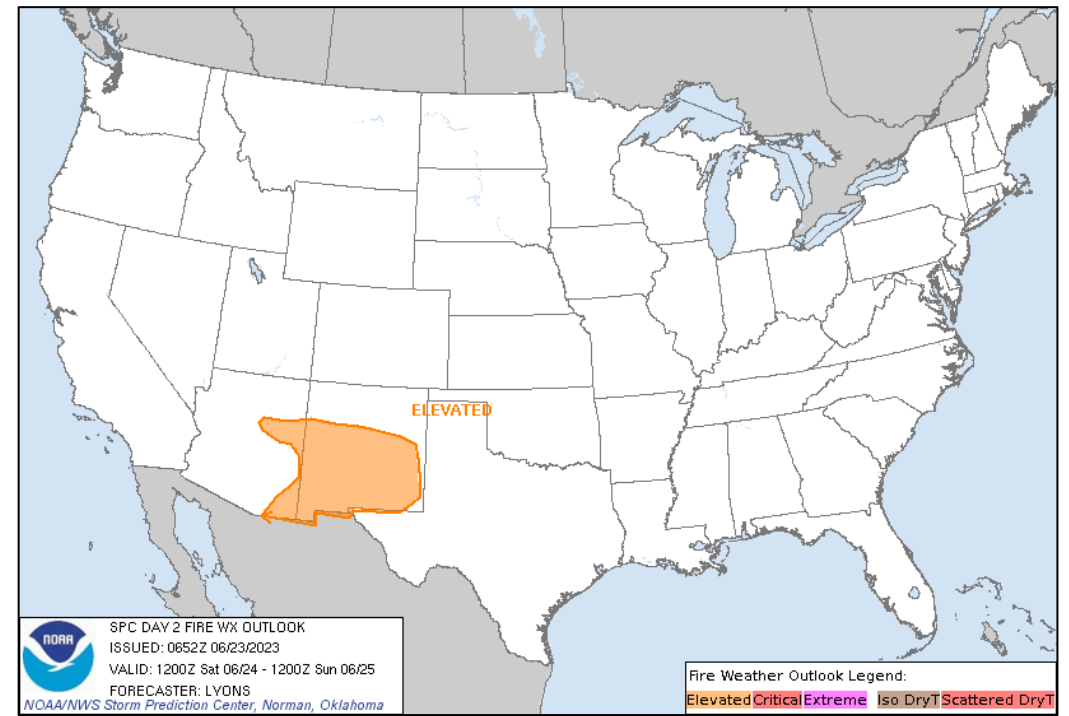 ELEVATED
NOAA
SPC DAY 2 FIRE WX OUTLOOK
ISSUED: 0652Z 06/23/2023
VALID: 1200Z Sat 06/24 - 1200Z Sun 06/25
FORECASTER: LYONS
NOAA/NWS Storm Prediction Center, Norman, Oklahoma
Fire Weather Outlook Legend:
Elevated Critical Extreme Iso DryT Scattered DryT